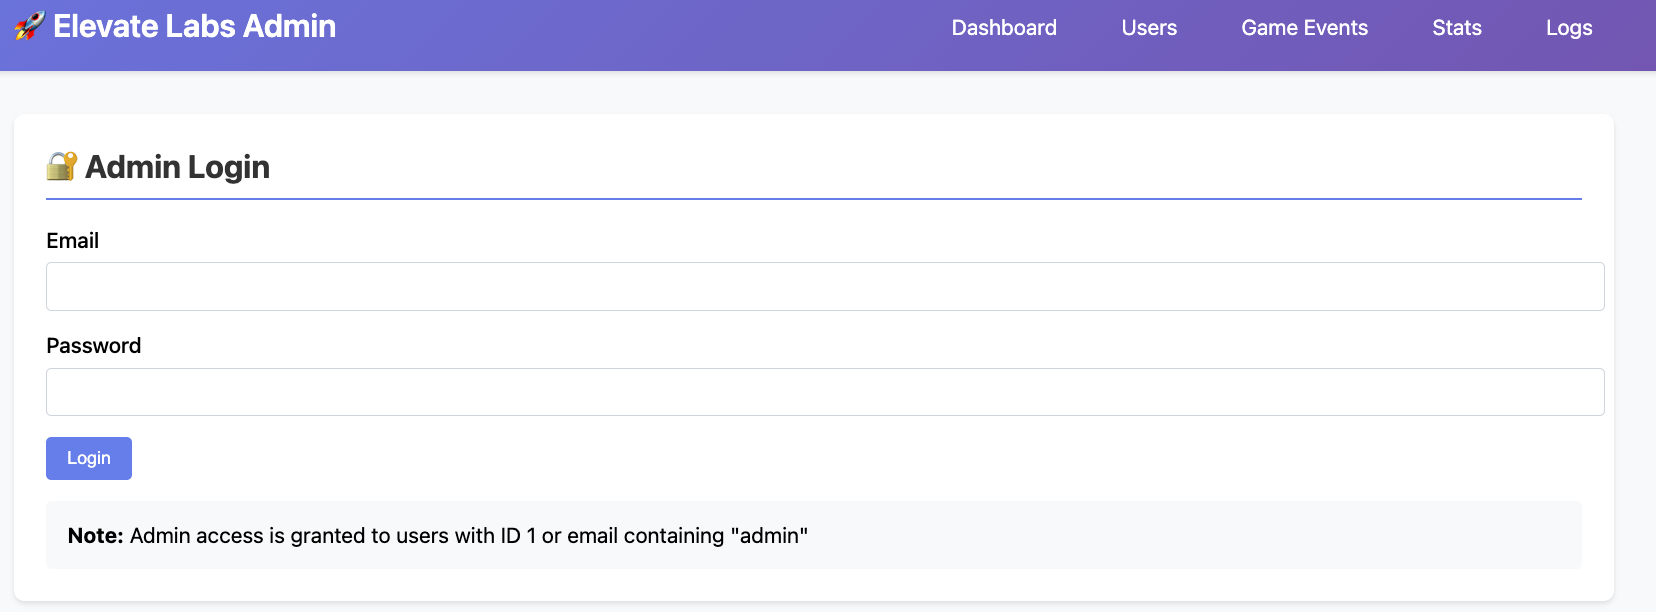 🚀 Elevate Labs Admin
Dashboard Users Game Events Stats Logs
🔐 Admin Login
Email
Password
Login
Note: Admin access is granted to users with ID 1 or email containing "admin"